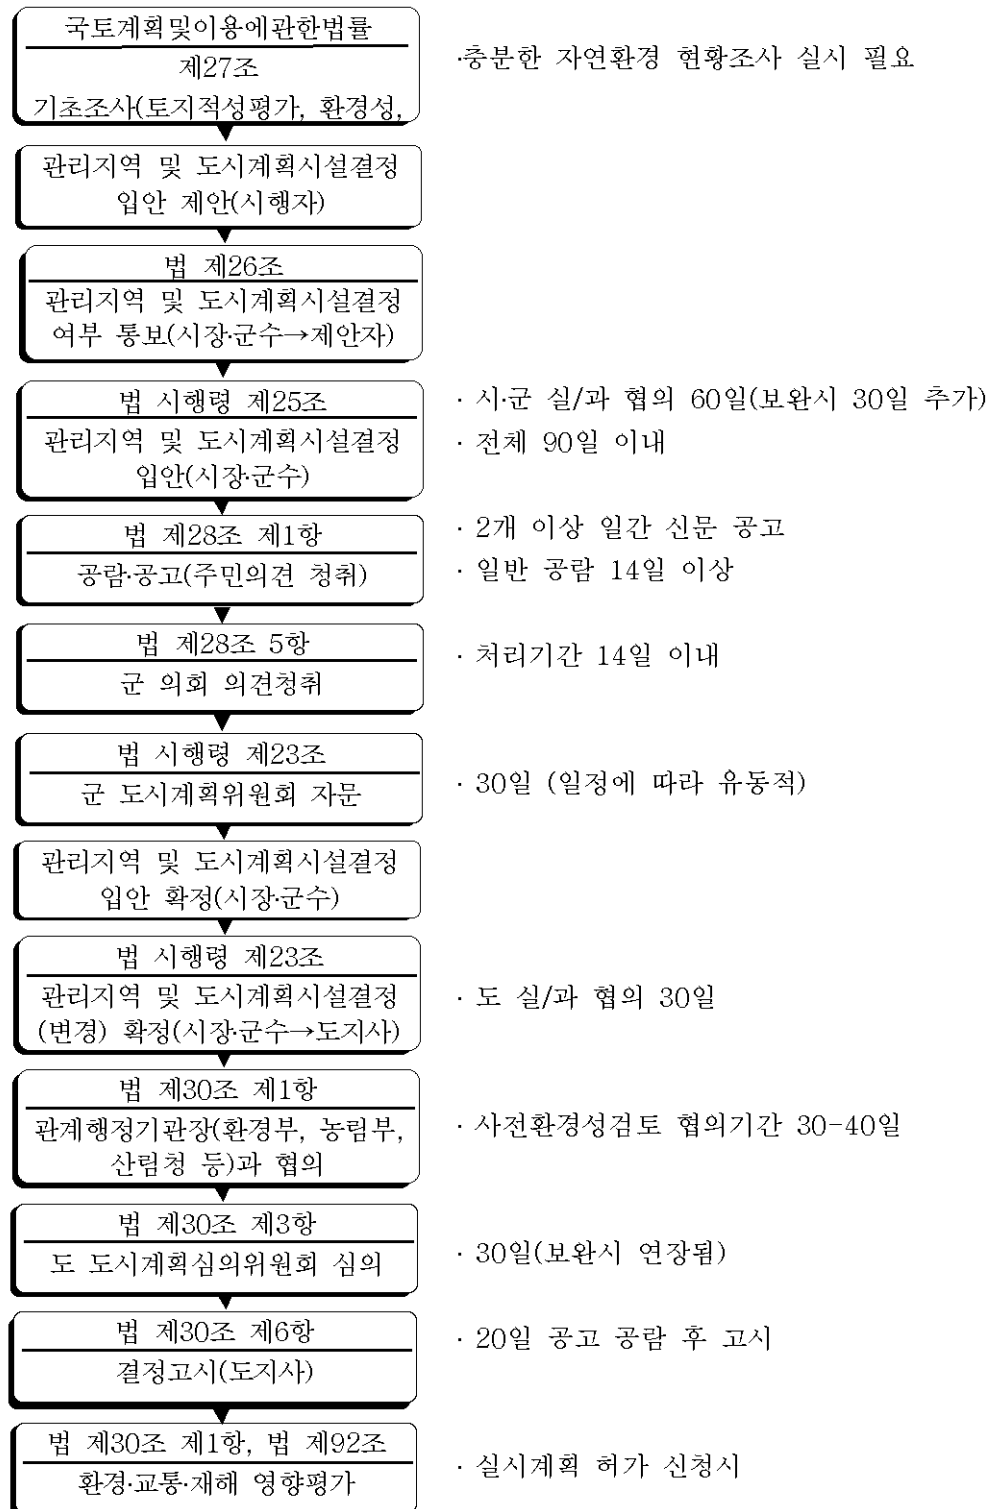 국토계획및이용에관한법률
제27조
기초조사(토지적성평가, 환경성,
·충분한 자연환경 현황조사 실시 필요
관리지역 및 도시계획시설결정
입안 제안(시행자)
법 제26조
관리지역 및 도시계획시설결정
여부 통보(시장·군수→제안자)
법 시행령 제25조
관리지역 및 도시계획시설결정
입안(시장·군수)
· 시·군 실/과 협의 60일(보완시 30일 추가)
· 전체 90일 이내
법 제28조 제1항
공람·공고(주민의견 청취)
· 2개 이상 일간 신문 공고
· 일반 공람 14일 이상
법 제28조 5항
군 의회 의견청취
· 처리기간 14일 이내
법 시행령 제23조
군 도시계획위원회 자문
· 30일 (일정에 따라 유동적)
관리지역 및 도시계획시설결정
입안 확정(시장·군수)
법 시행령 제23조
관리지역 및 도시계획시설결정
(변경) 확정(시장·군수→도지사)
· 도 실/과 협의 30일
법 제30조 제1항
관계행정기관장(환경부, 농림부,
산림청 등)과 협의
· 사전환경성검토 협의기간 30-40일
법 제30조 제3항
도 도시계획심의위원회 심의
· 30일(보완시 연장됨)
법 제30조 제6항
결정고시(도지사)
· 20일 공고 공람 후 고시
법 제30조 제1항, 법 제92조
환경·교통·재해 영향평가
· 실시계획 허가 신청시